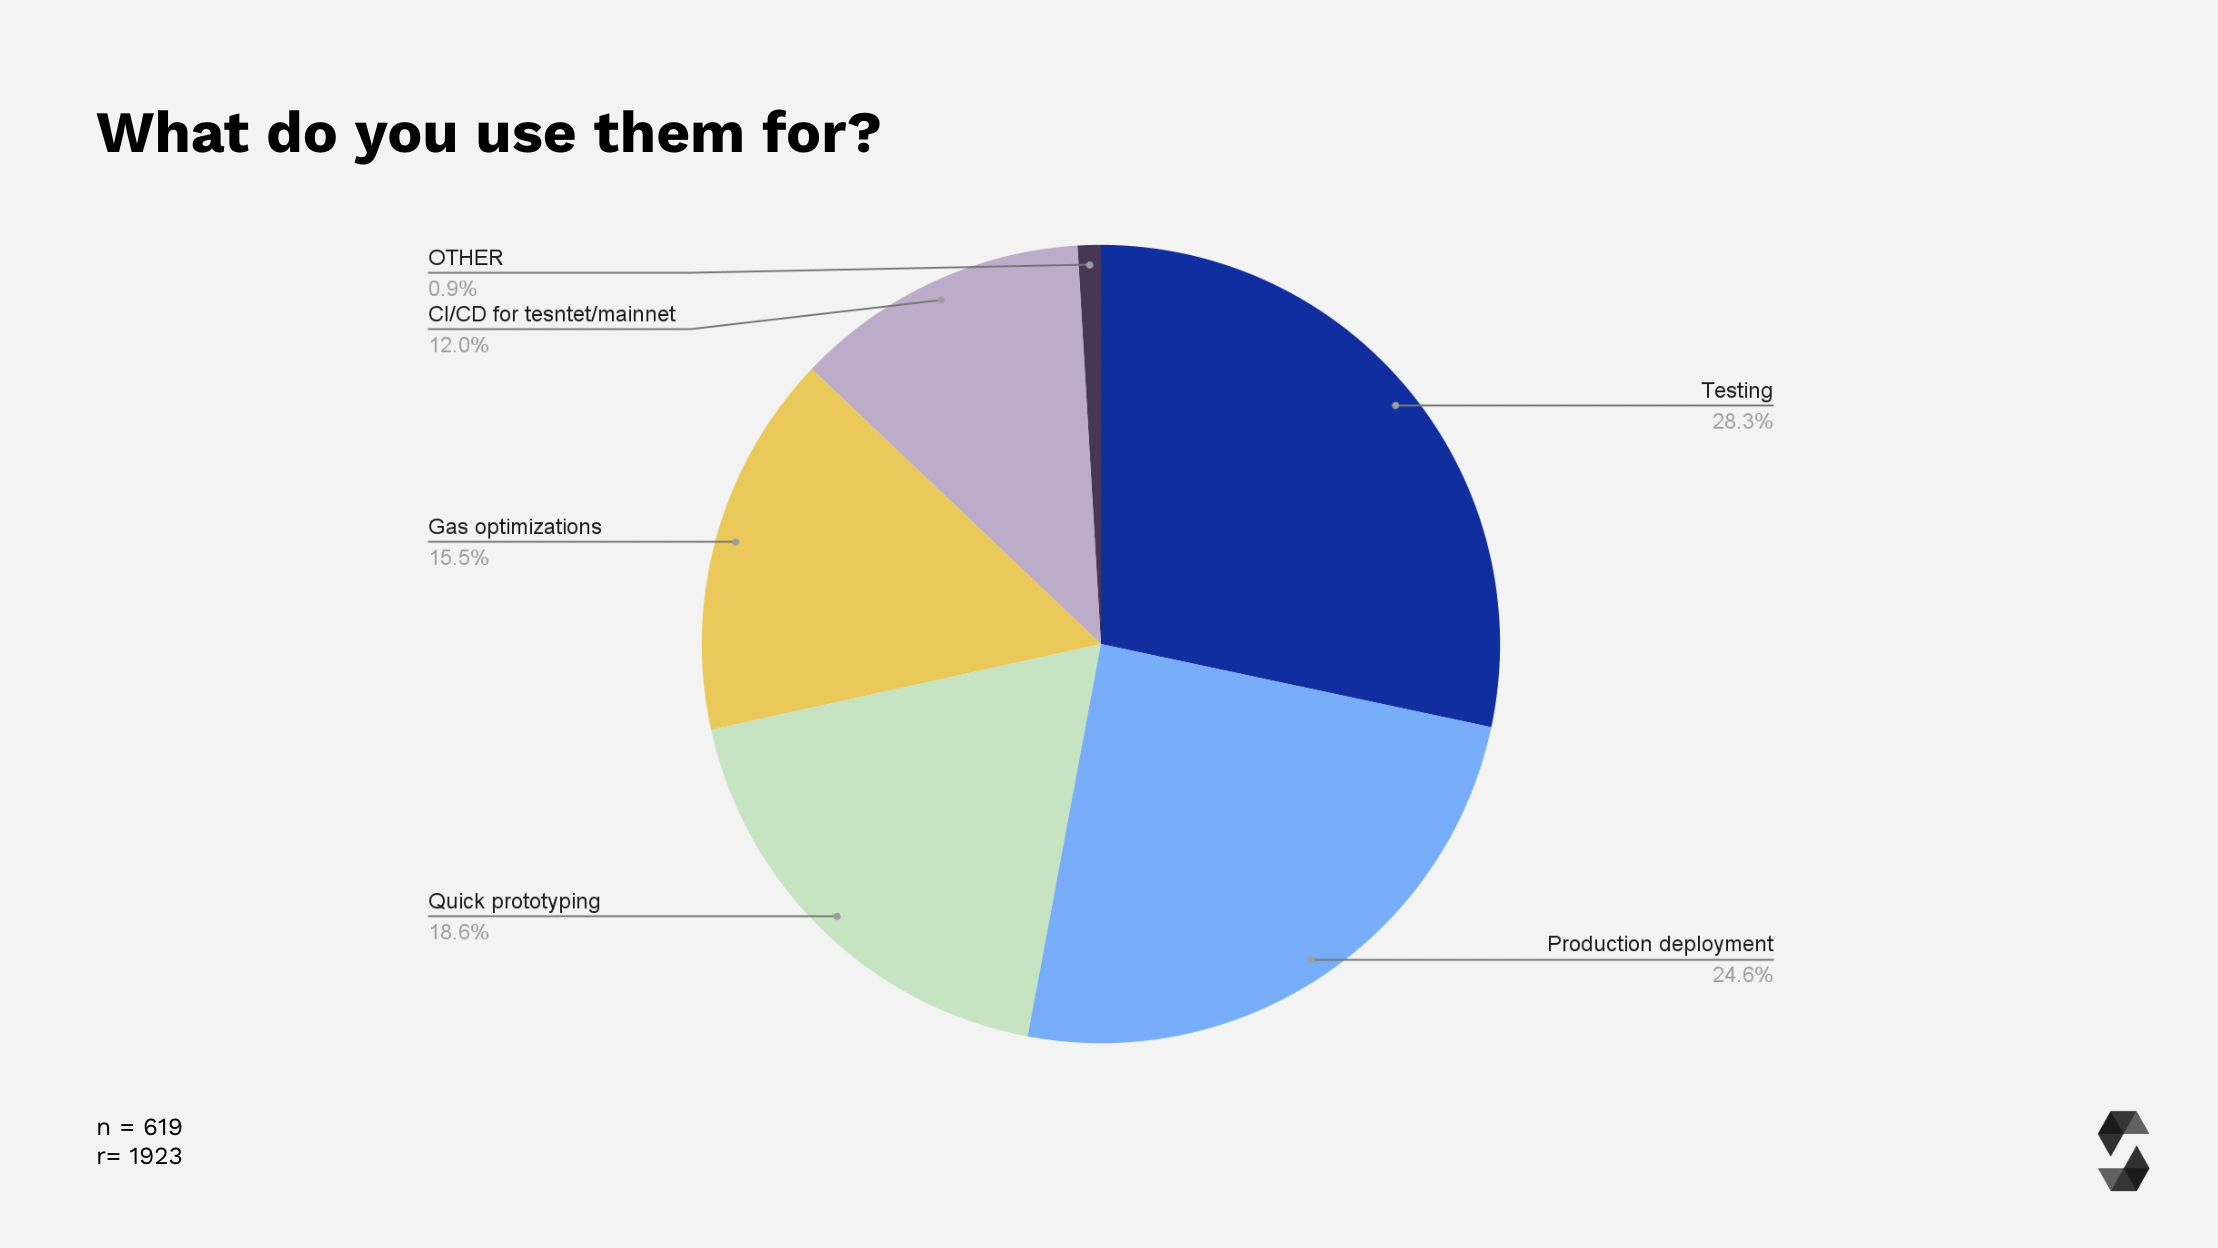 What do you use them for?
OTHER
0.9%
CI/CD for tesntet/mainnet
12.0%
Testing
28.3%
Gas optimizations
15.5%
Quick prototyping
18.6%
Production deployment
24.6%
n = 619
r= 1923